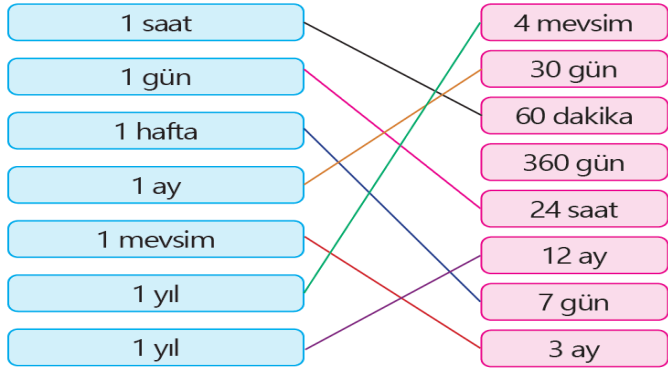 1 saat
1 gün
1 hafta
1 ay
1 mevsim
1 yıl
1 yıl
4 mevsim
30 gün
60 dakika
360 gün
24 saat
12 ay
7 gün
3 ay